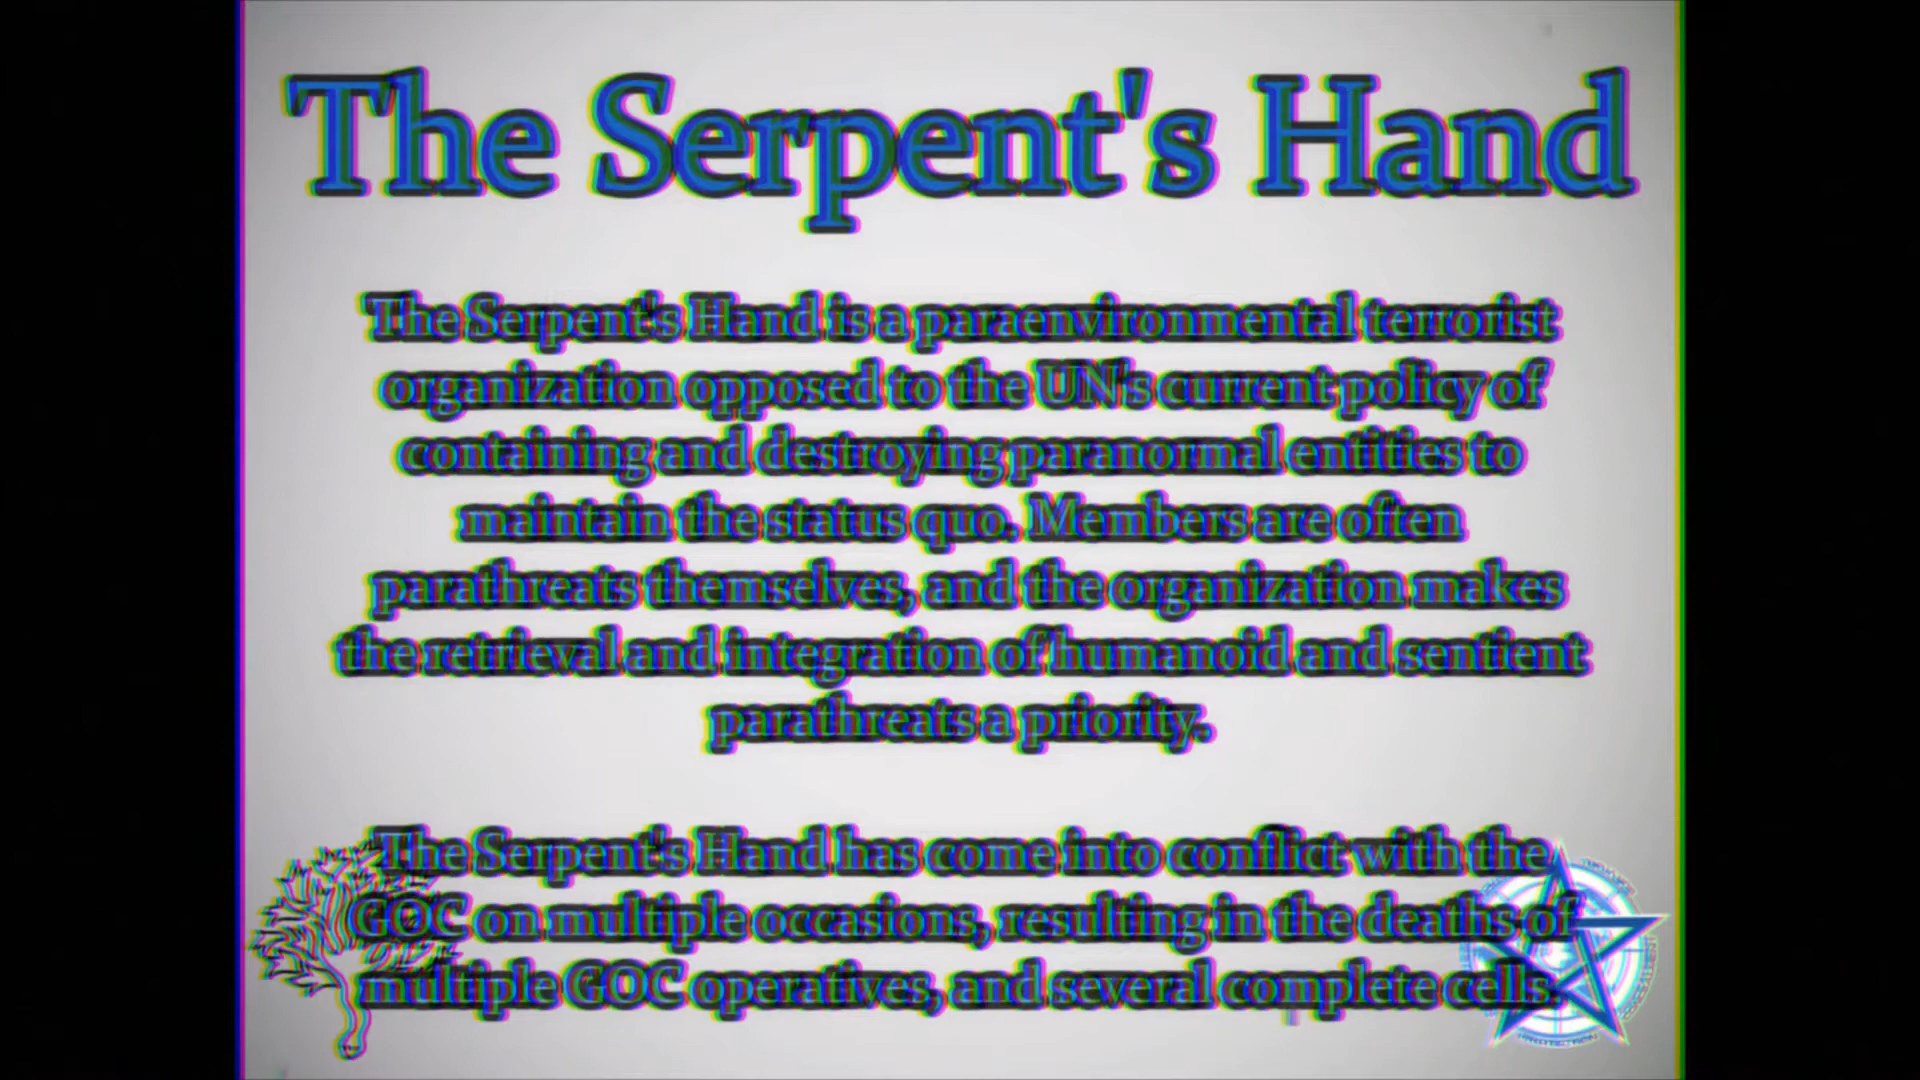 The Serpent's Hand
The Serpent's Hand is a paraenvironmental terrorist
organization opposed to the UN's current policy of
containing and destroying paranormal entities to
maintain the status quo. Members are often
parathreats themselves, and the organization makes
the retrieval and integration of humanoid and sentient
parathreats a priority.
The Serpent's Hand has come into conflict with the
GOC on multiple occasions, resulting in the deaths of
multiple GOC operatives, and several complete cells.